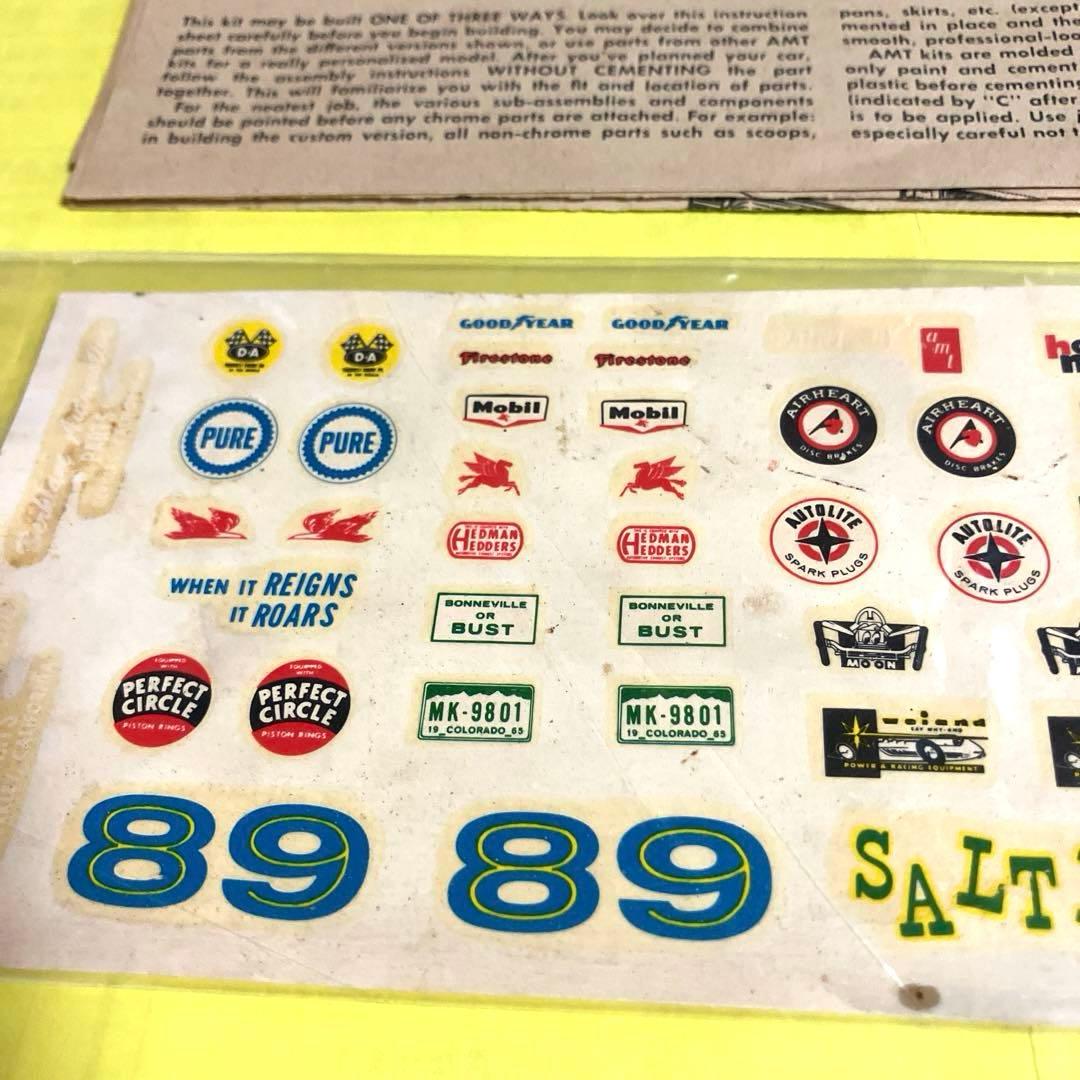 This kit may be built ONE OF THREE WAYS. Look over this instruction
sheet carefully before you begin building. You may decide to combine
parts from the different versions shown, or use parts from other AMT
kits for a really personalized model. After you've planned your car,
follow the assembly instructions WITHOUT CEMENTING the part
together. This will familiarize you with the fit and location of parts.
For the neatest job, the various sub-assemblies and components
should be painted before any chrome parts are attached. For example:
in building the custom version, all non-chrome parts such as scoops,
pans, skirts, etc. (except
mented in place and the
smooth, professional-loo
AMT kits are molded
only paint and cement
plastic before cementing
(indicated by "C" after
is to be applied. Use
especially careful not t
D-A
D-A
GOODYEAR
GOODYEAR
Firestone
Firestone
amt
PURE
PURE
Mobil
Mobil
AIRHEART
DISC BRAKES
AIRHEART
DISC BRAKES
HEDMAN
HEDDERS
HEDMAN
HEDDERS
AUTOLITE
SPARK PLUGS
AUTOLITE
SPARK PLUGS
WHEN IT REIGNS
IT ROARS
BONNEVILLE
OR
BUST
BONNEVILLE
OR
BUST
MOON
EQUIPPED
WITH
PERFECT
CIRCLE
PISTON RINGS
EQUIPPED
WITH
PERFECT
CIRCLE
PISTON RINGS
MK-9801
19_COLORADO_65
MK-9801
19_COLORADO_65
weiand
SAY WHY-AND
POWER & RACING EQUIPMENT
89
89
SALT